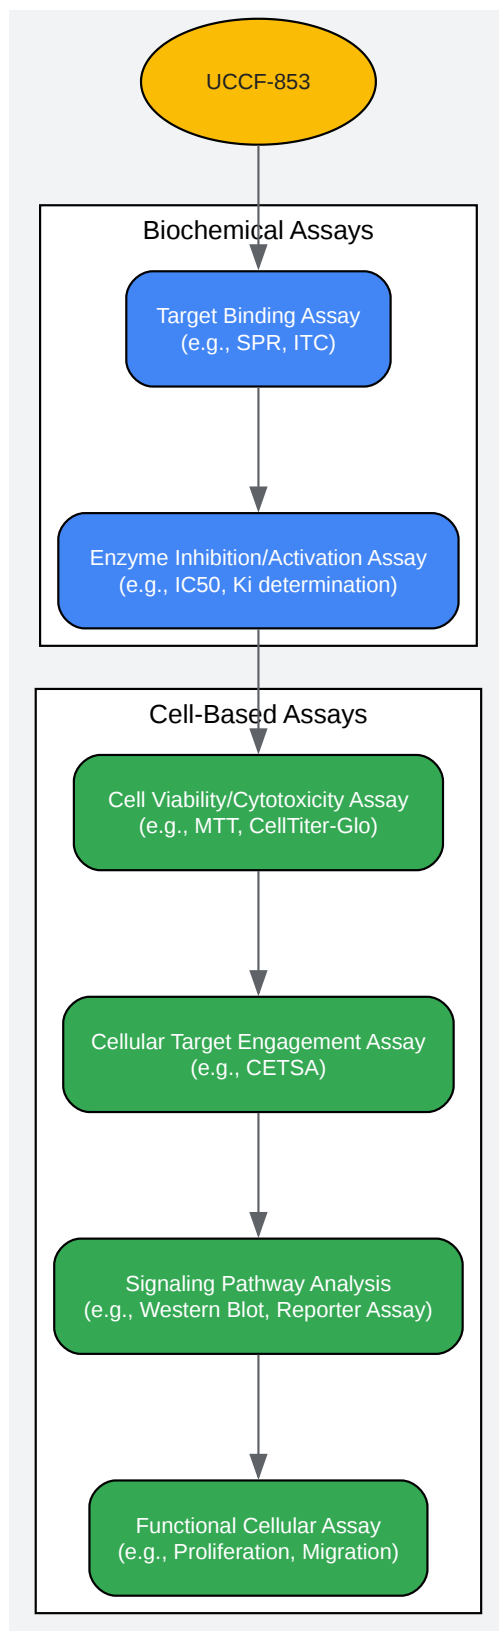 UCCF-853
Biochemical Assays
Target Binding Assay
(e.g., SPR, ITC)
Enzyme Inhibition/Activation Assay
(e.g., IC50, Ki determination)
Cell-Based Assays
Cell Viability/Cytotoxicity Assay
(e.g., MTT, CellTiter-Glo)
Cellular Target Engagement Assay
(e.g., CETSA)
Signaling Pathway Analysis
(e.g., Western Blot, Reporter Assay)
Functional Cellular Assay
(e.g., Proliferation, Migration)